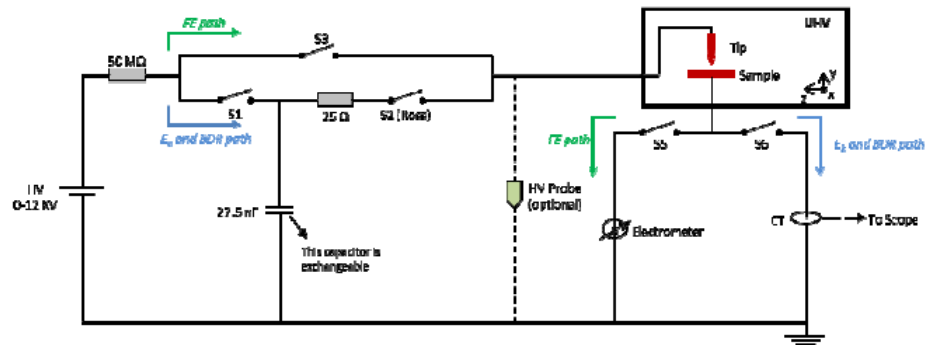 FE path
50 MΩ
S3
S1
25 Ω
S2 (Ross)
E_b and BDR path
HV
0-12 KV
27.5 nF
This capacitor is
exchangeable
HV Probe
(optional)
UHV
Tip
Sample
y
z
x
FE path
S5
S6
E_b and BDR path
Electrometer
CT
To Scope